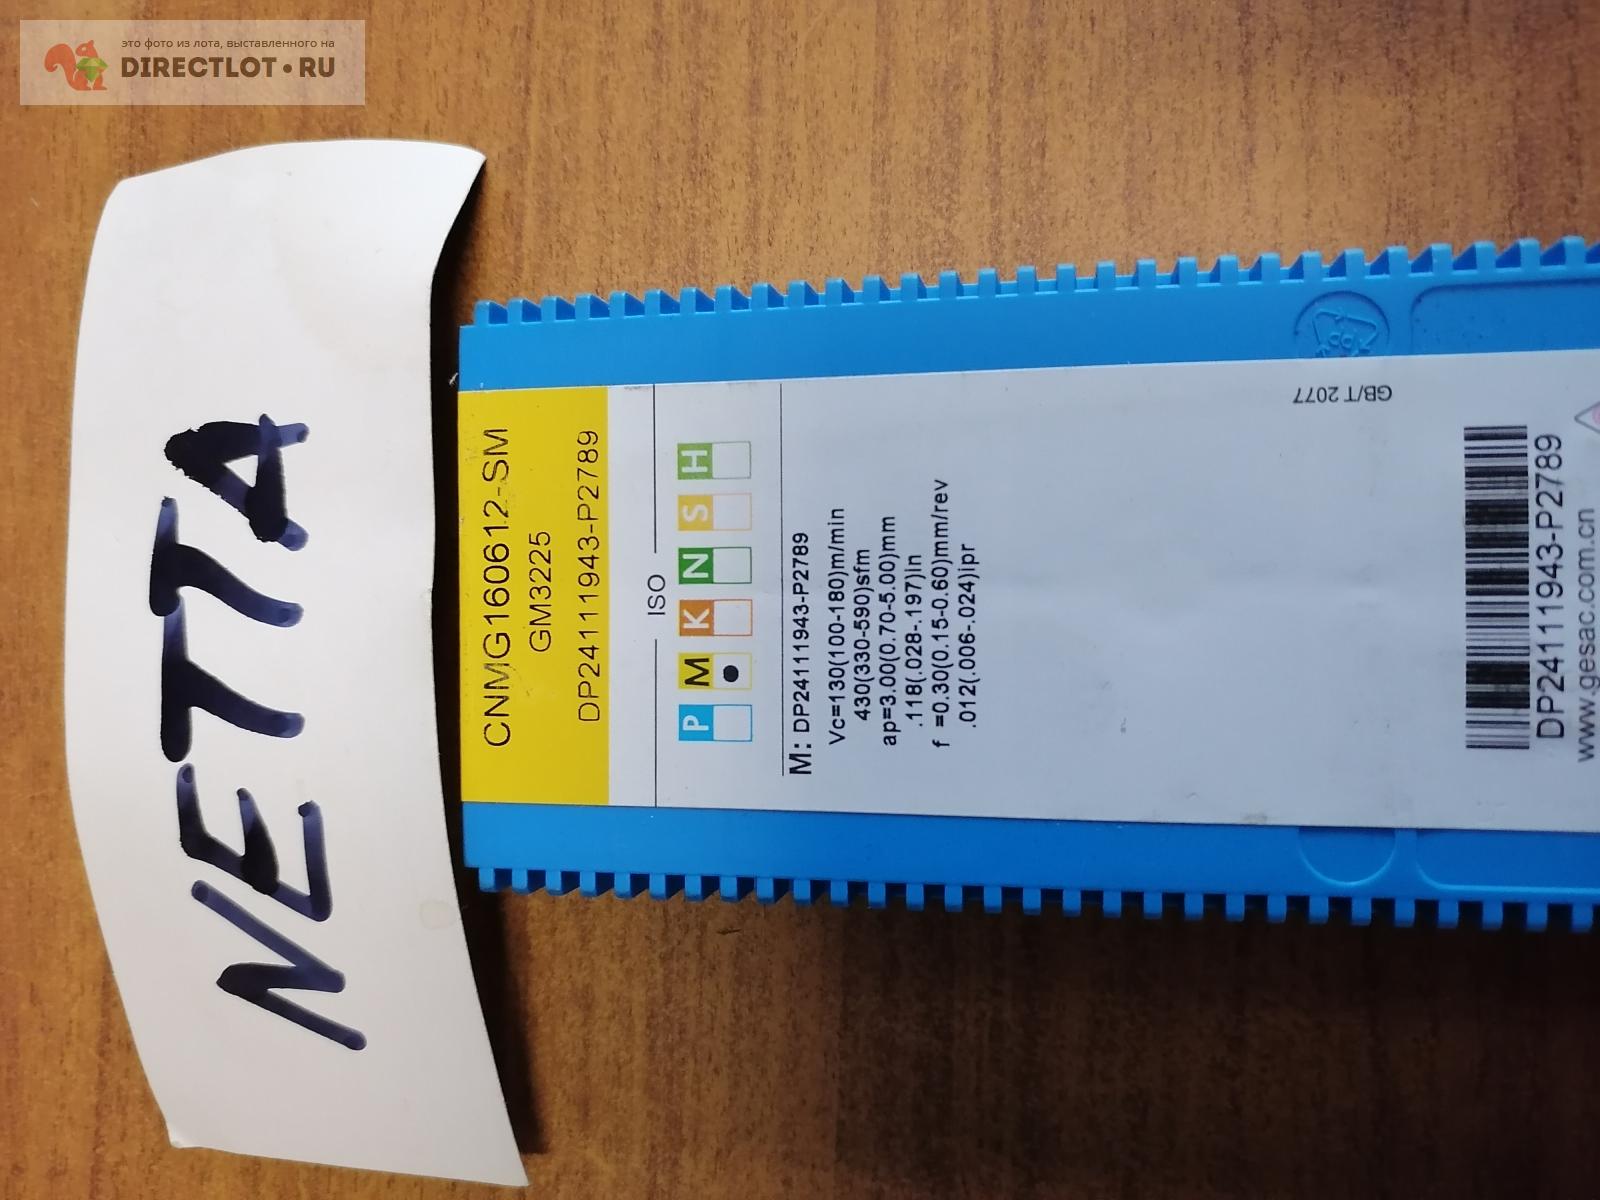 это фото из лота, выставленного на
DIRECTLOT•RU
NETTA
CNMG160612-SM
GM3225
DP24111943-P2789
ISO
P M K N S H
M: DP24111943-P2789
Vc=130(100-180)m/min
430(330-590)sfm
ap=3.00(0.70-5.00)mm
.118(.028-.197)in
f =0.30(0.15-0.60)mm/rev
.012(.006-.024)ipr
GB/T 2077
DP24111943-P2789
www.gesac.com.cn